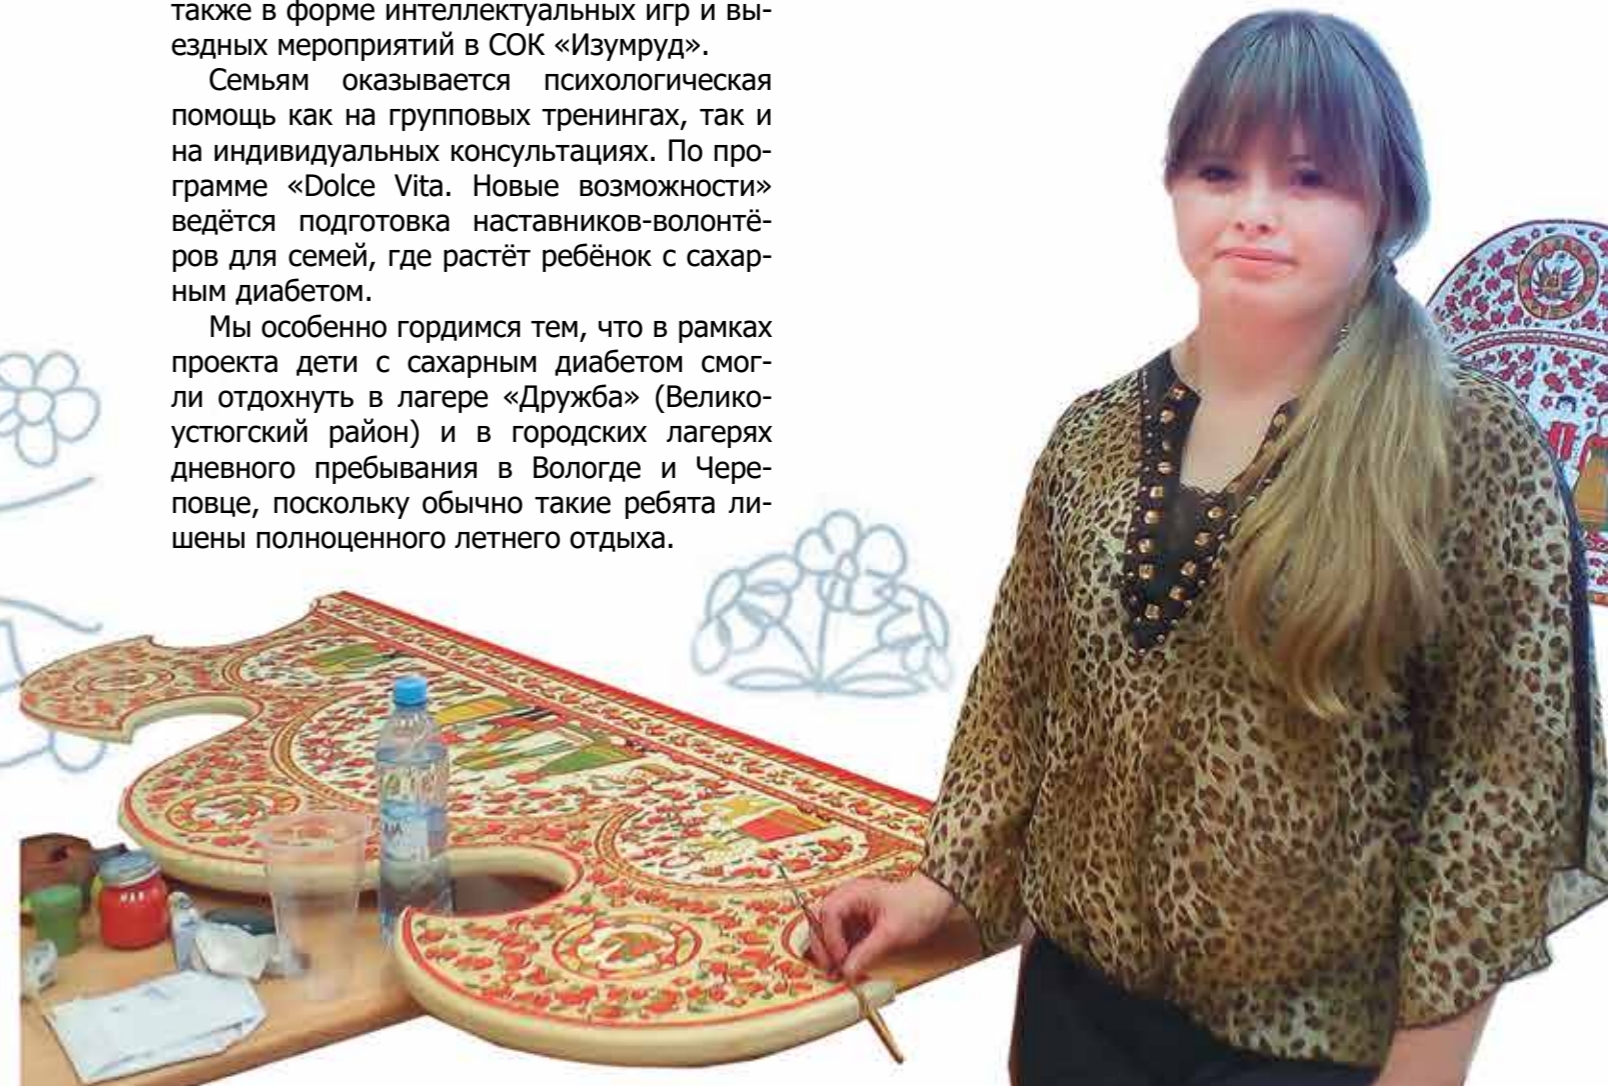 также в форме интеллектуальных игр и вы-
ездных мероприятий в СОК «Изумруд».
Семьям оказывается психологическая
помощь как на групповых тренингах, так и
на индивидуальных консультациях. По про-
грамме «Dolce Vita. Новые возможности»
ведётся подготовка наставников-волонтё-
ров для семей, где растёт ребёнок с сахар-
ным диабетом.
Мы особенно гордимся тем, что в рамках
проекта дети с сахарным диабетом смог-
ли отдохнуть в лагере «Дружба» (Велико-
устюгский район) и в городских лагерях
дневного пребывания в Вологде и Чере-
повце, поскольку обычно такие ребята ли-
шены полноценного летнего отдыха.